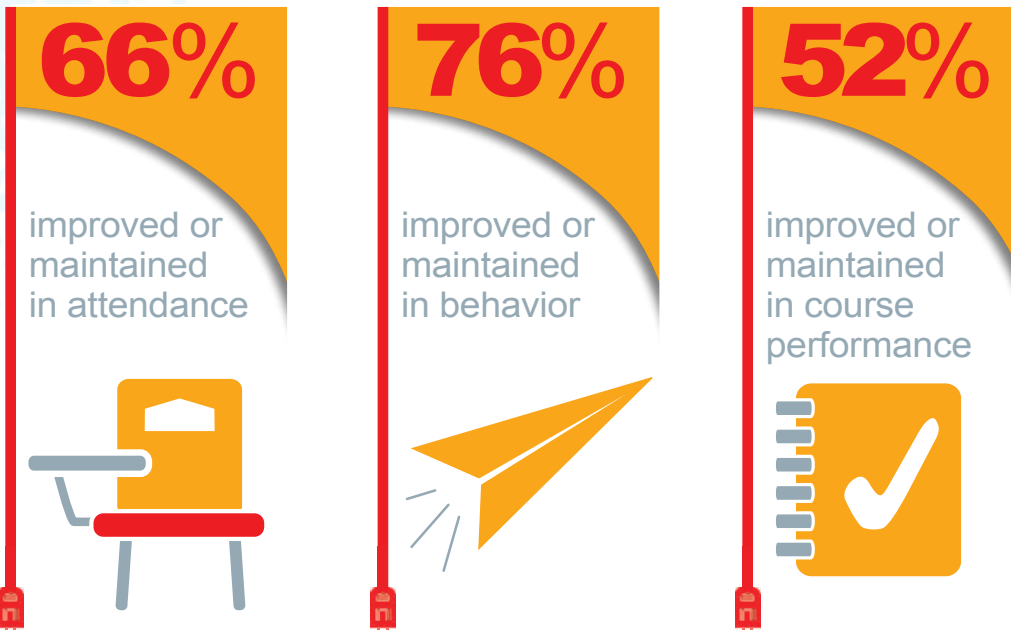 66%
improved or
maintained
in attendance
76%
improved or
maintained
in behavior
52%
improved or
maintained
in course
performance